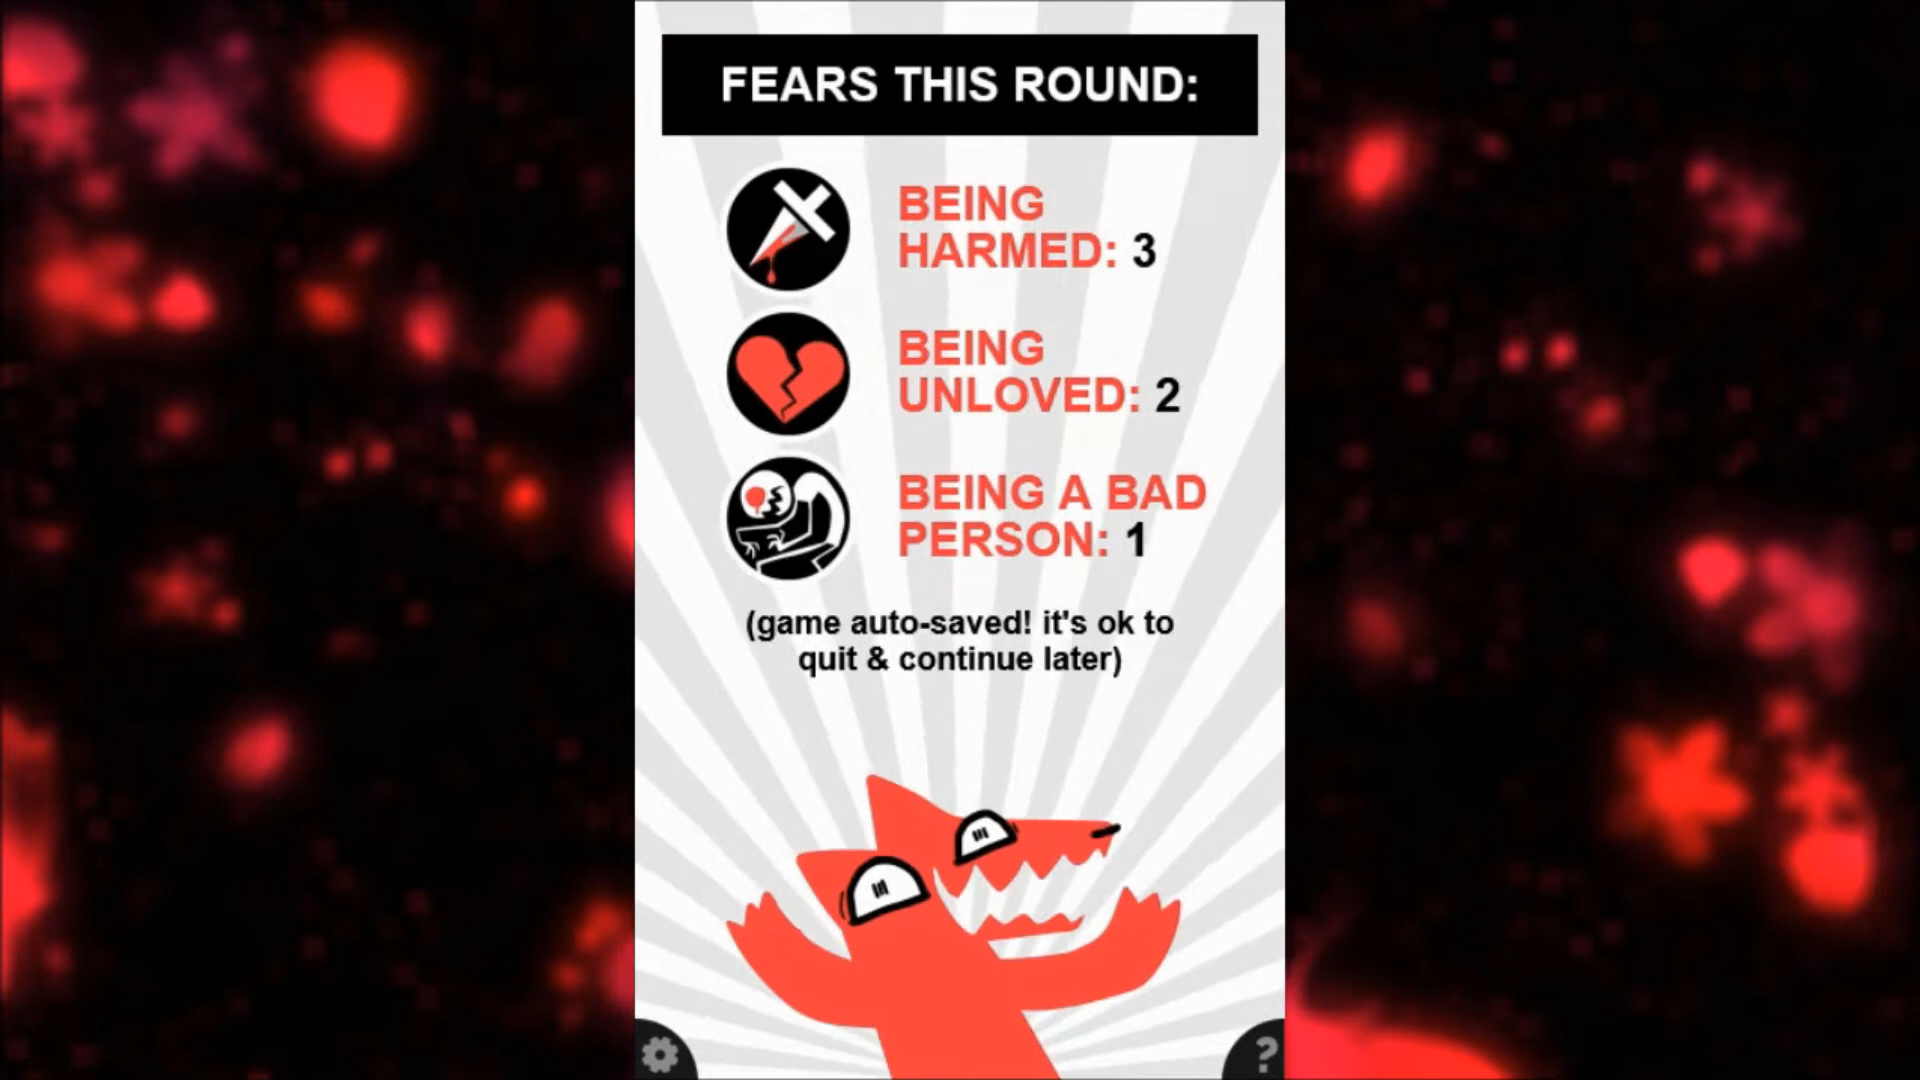 FEARS THIS ROUND:
BEING
HARMED: 3
BEING
UNLOVED: 2
BEING A BAD
PERSON: 1
(game auto-saved! it's ok to
quit & continue later)
?